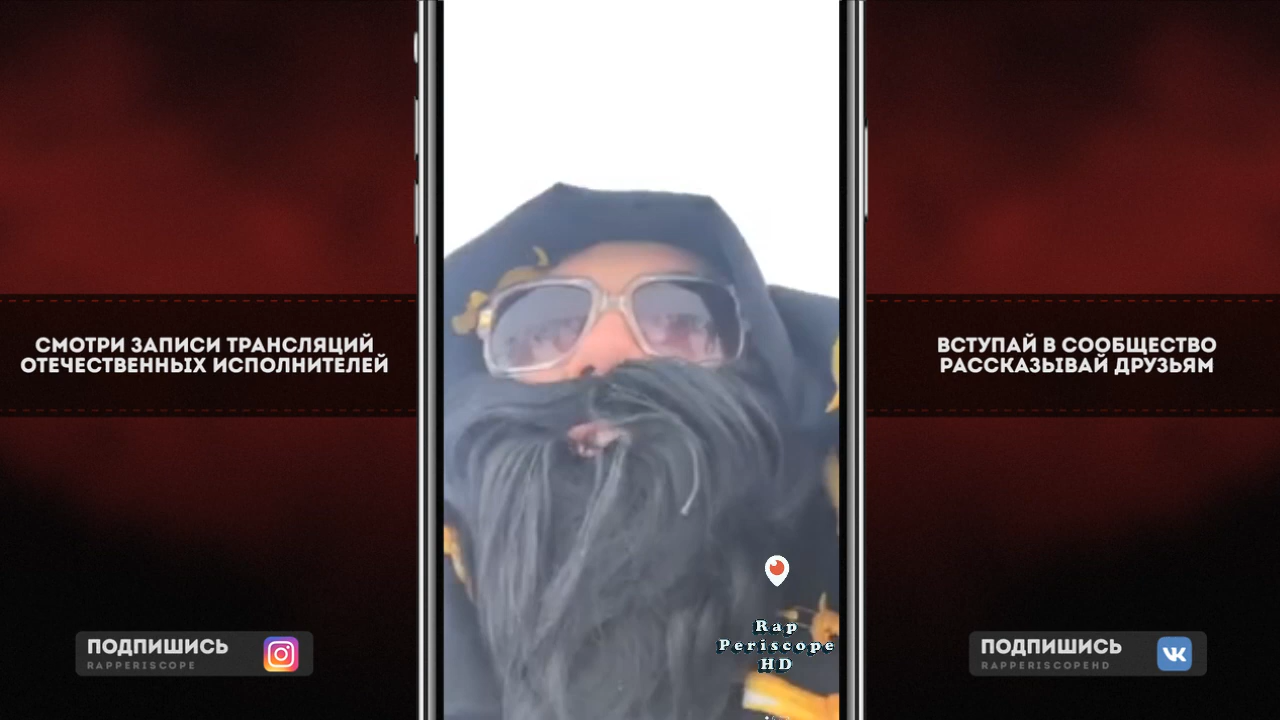 СМОТРИ ЗАПИСИ ТРАНСЛЯЦИЙ
ОТЕЧЕСТВЕННЫХ ИСПОЛНИТЕЛЕЙ
ПОДПИШИСЬ
RAPPERISCOPE
Rap
Periscope
HD
ВСТУПАЙ В СООБЩЕСТВО
РАССКАЗЫВАЙ ДРУЗЬЯМ
ПОДПИШИСЬ
RAPPERISCOPEHD